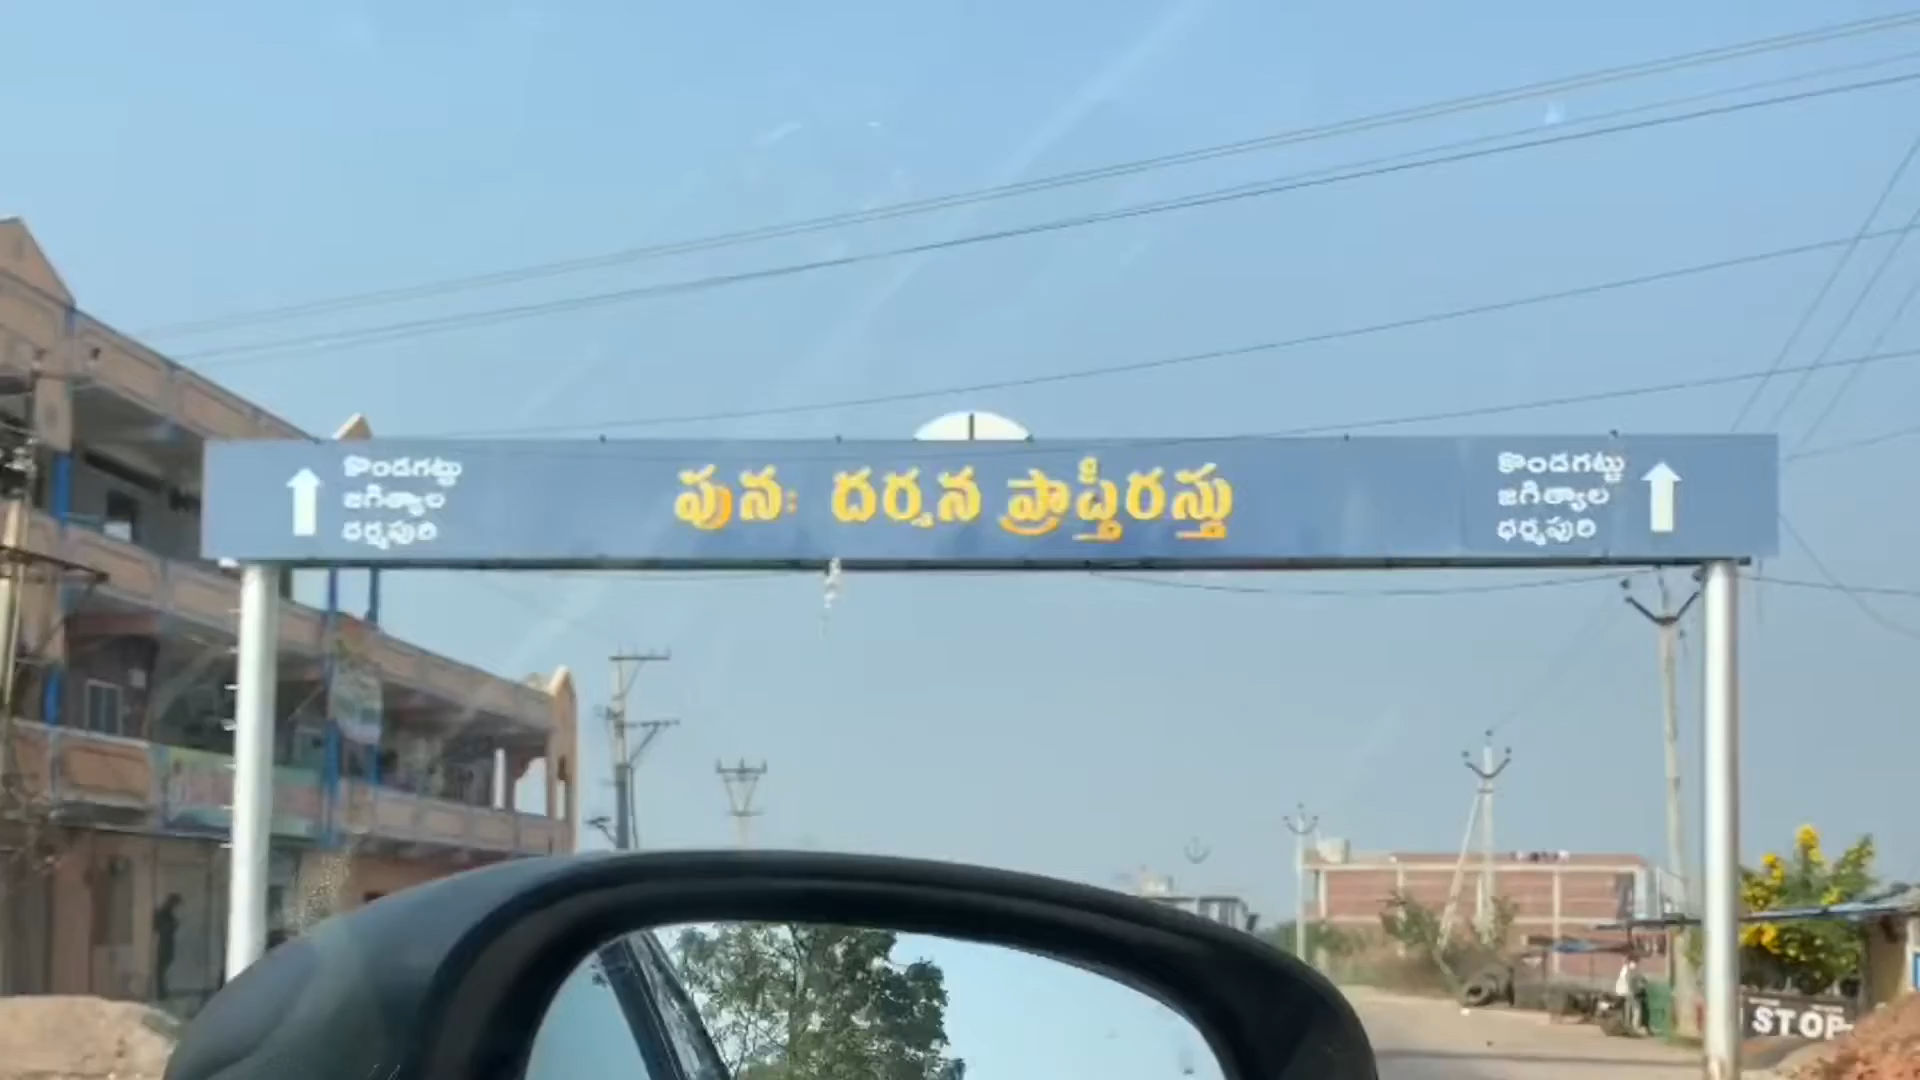 కొండగట్టు
జగిత్యాల
ధర్మపురి
పునః దర్శన ప్రాప్తిరస్తు
కొండగట్టు
జగిత్యాల
ధర్మపురి
STOP